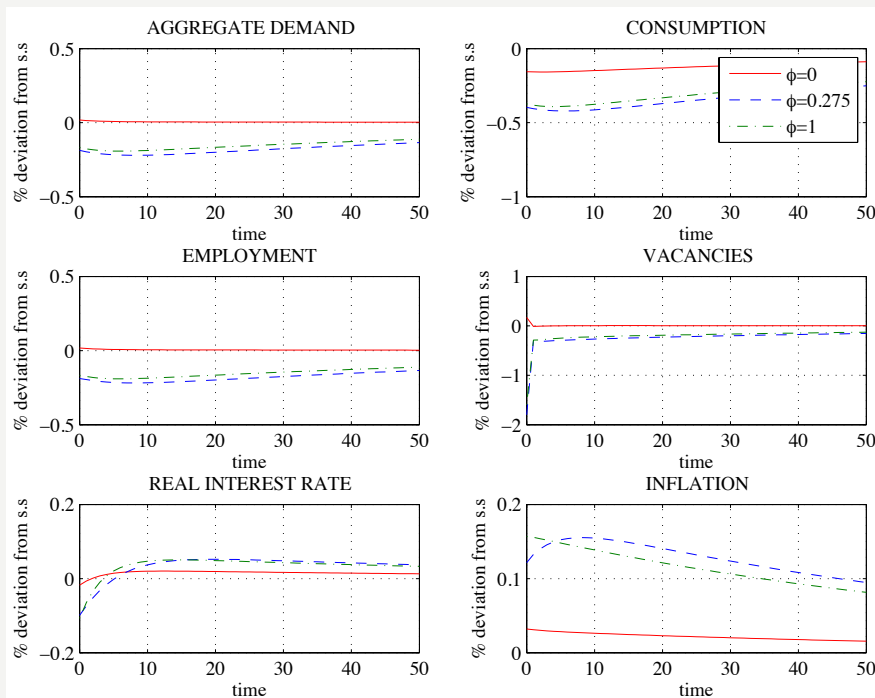 AGGREGATE DEMAND
% deviation from s.s
0.5
0
−0.5
0 10 20 30 40 50
time
CONSUMPTION
% deviation from s.s
0
−0.5
−1
0 10 20 30 40 50
time
ϕ=0
ϕ=0.275
ϕ=1
EMPLOYMENT
% deviation from s.s
0.5
0
−0.5
0 10 20 30 40 50
time
VACANCIES
% deviation from s.s
1
0
−1
−2
0 10 20 30 40 50
time
REAL INTEREST RATE
% deviation from s.s
0.2
0
−0.2
0 10 20 30 40 50
time
INFLATION
% deviation from s.s
0.2
0.1
0
0 10 20 30 40 50
time